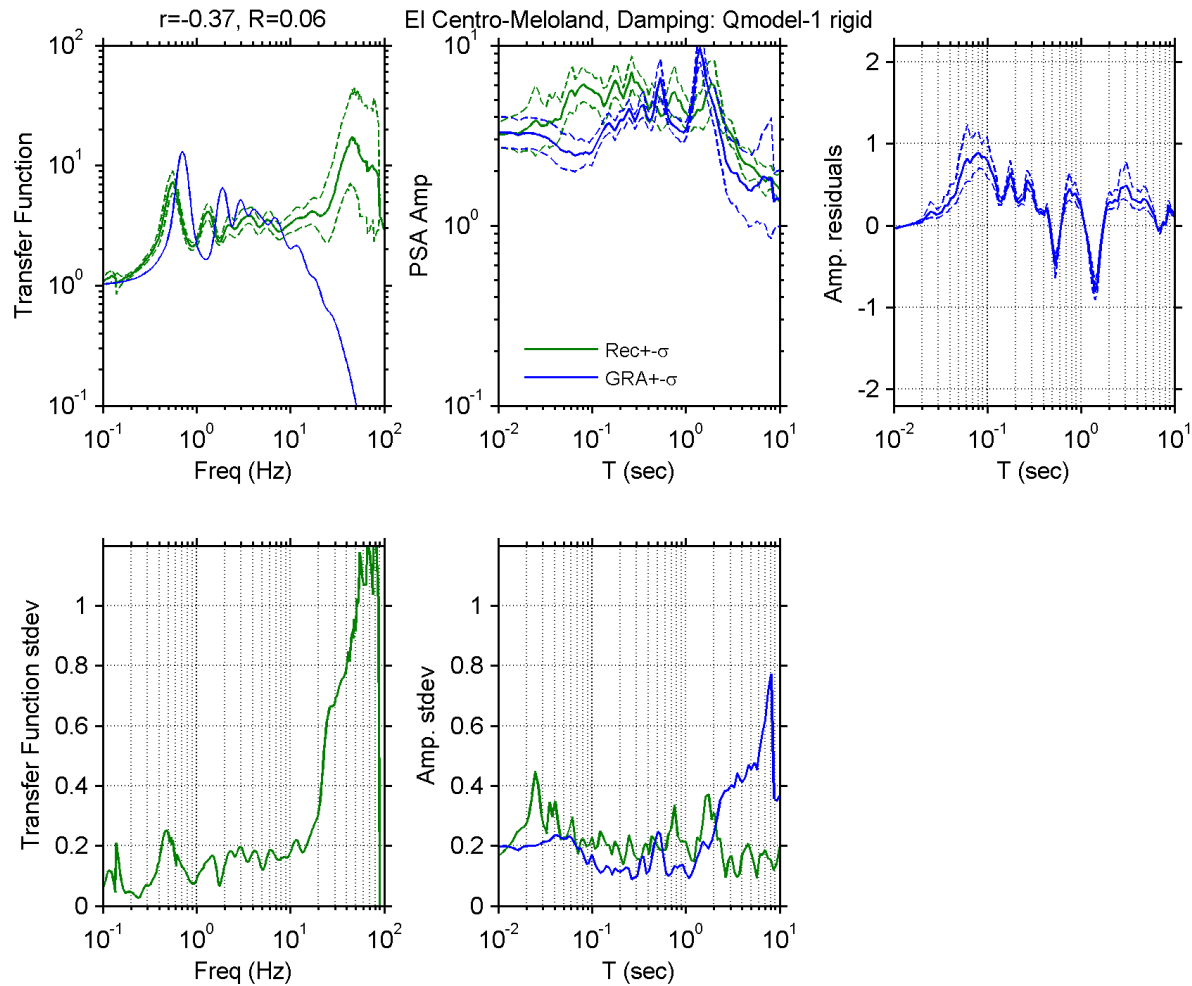 r=-0.37, R=0.06
El Centro-Meloland, Damping: Qmodel-1 rigid
Transfer Function
10^2
10^1
10^0
10^-1
10^-1 10^0 10^1 10^2
Freq (Hz)
PSA Amp
10^1
10^0
10^-1
Rec+-σ
GRA+-σ
10^-2 10^-1 10^0 10^1
T (sec)
Amp. residuals
2
1
0
-1
-2
10^-2 10^-1 10^0 10^1
T (sec)
Transfer Function stdev
1
0.8
0.6
0.4
0.2
0
10^-1 10^0 10^1 10^2
Freq (Hz)
Amp. stdev
1
0.8
0.6
0.4
0.2
0
10^-2 10^-1 10^0 10^1
T (sec)